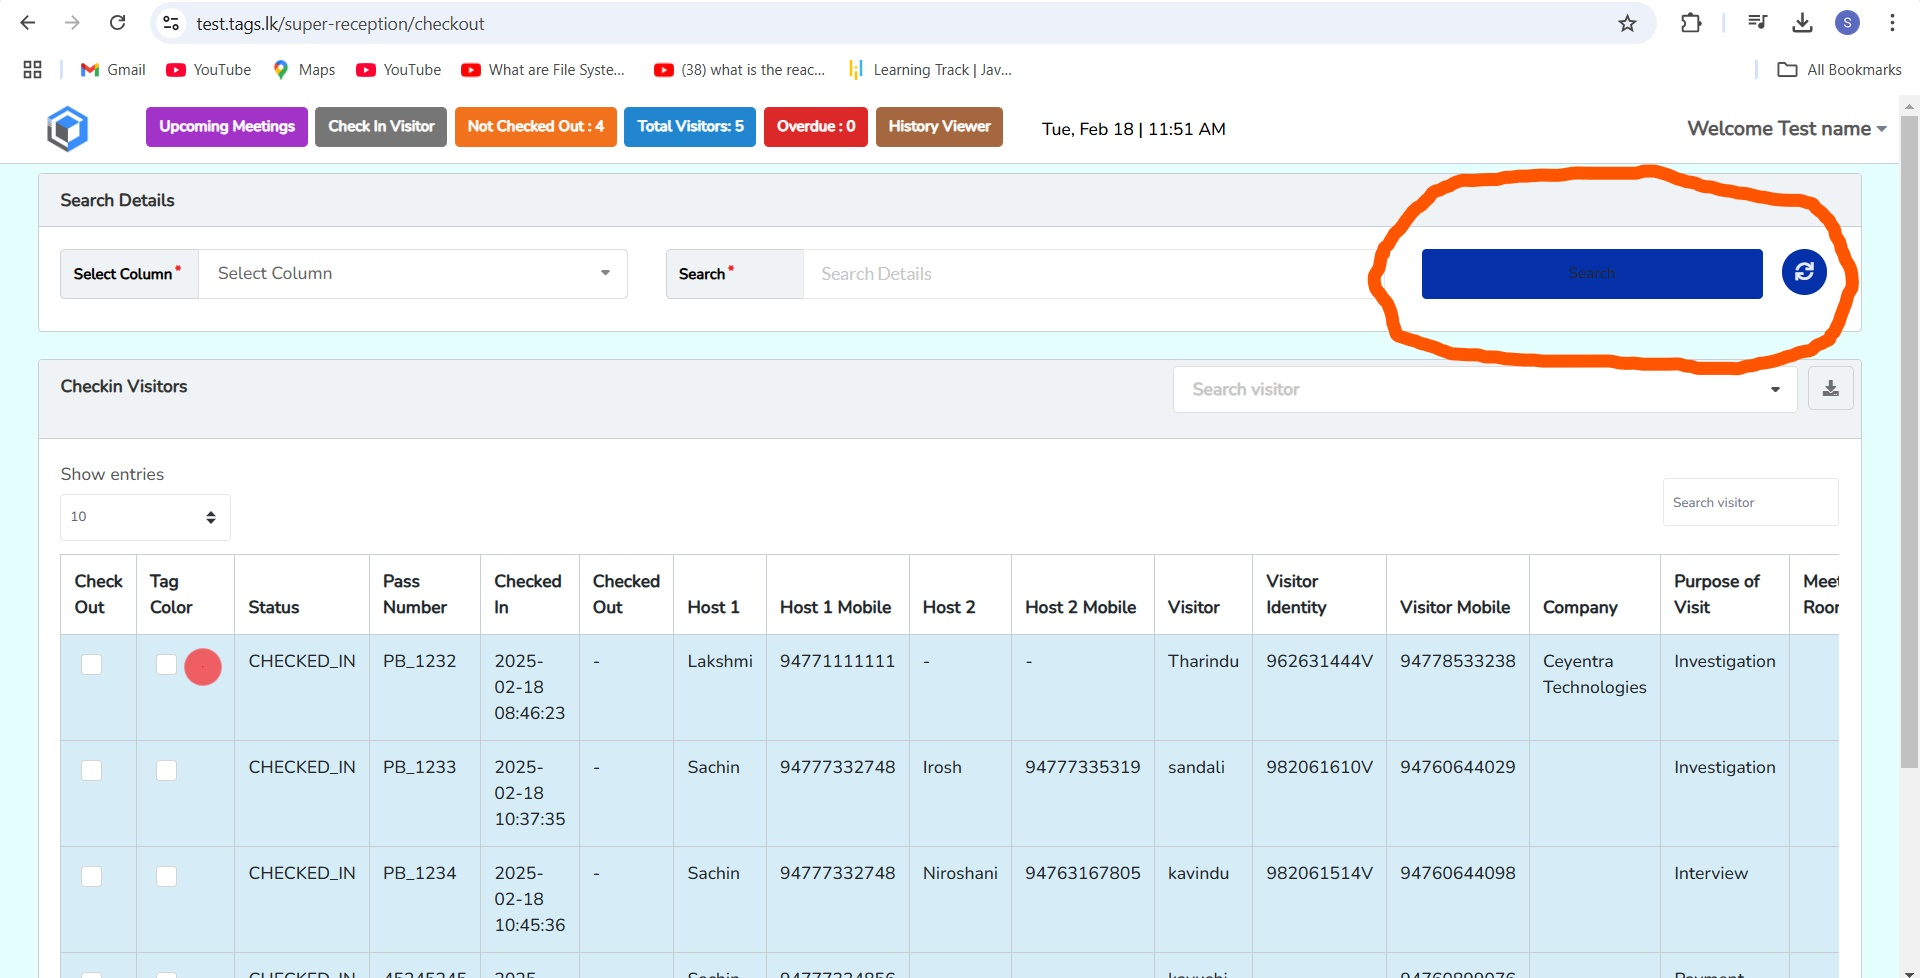 test.tags.lk/super-reception/checkout
S
Gmail YouTube Maps YouTube What are File Syste... (38) what is the reac... Learning Track | Jav... All Bookmarks
Upcoming Meetings Check In Visitor Not Checked Out : 4 Total Visitors: 5 Overdue : 0 History Viewer Tue, Feb 18 | 11:51 AM Welcome Test name
Search Details
Select Column* Select Column Search* Search Details Search
Checkin Visitors Search visitor
Show entries
10 Search visitor
Check Out Tag Color Status Pass Number Checked In Checked Out Host 1 Host 1 Mobile Host 2 Host 2 Mobile Visitor Visitor Identity Visitor Mobile Company Purpose of Visit
CHECKED_IN PB_1232 2025-02-18 08:46:23 - Lakshmi 94771111111 - - Tharindu 962631444V 94778533238 Ceyentra Technologies Investigation
CHECKED_IN PB_1233 2025-02-18 10:37:35 - Sachin 94777332748 Irosh 94777335319 sandali 982061610V 94760644029 Investigation
CHECKED_IN PB_1234 2025-02-18 10:45:36 - Sachin 94777332748 Niroshani 94763167805 kavindu 982061514V 94760644098 Interview